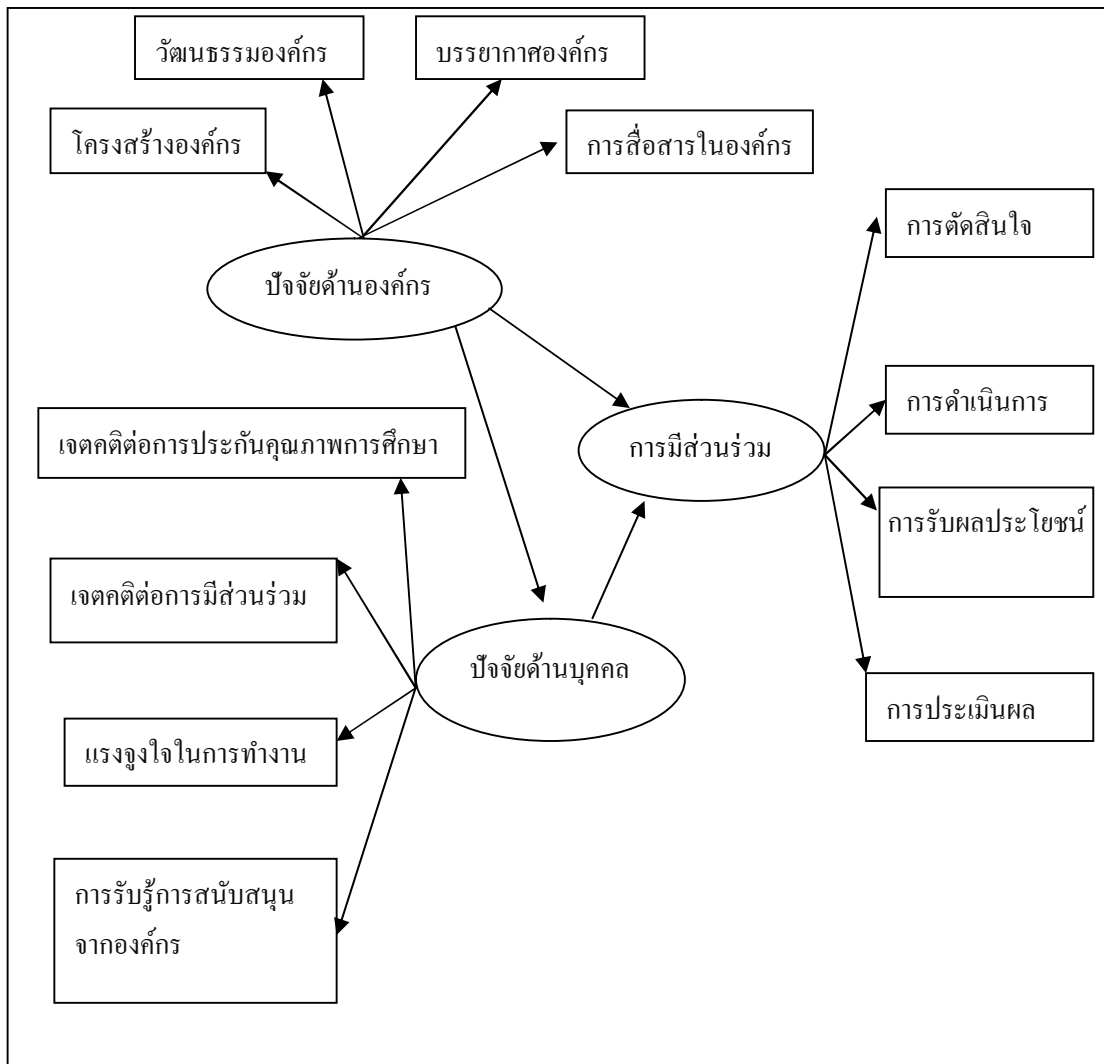 วัฒนธรรมองค์กร
บรรยากาศองค์กร
โครงสร้างองค์กร
การสื่อสารในองค์กร
การตัดสินใจ
ปัจจัยด้านองค์กร
การดำเนินการ
เจตคติต่อการประกันคุณภาพการศึกษา
การมีส่วนร่วม
การรับผลประโยชน์
เจตคติต่อการมีส่วนร่วม
ปัจจัยด้านบุคคล
การประเมินผล
แรงจูงใจในการทำงาน
การรับรู้การสนับสนุน
จากองค์กร